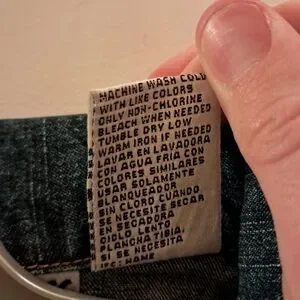 MACHINE WASH COLD
WITH LIKE COLORS
ONLY NON-CHLORINE
BLEACH WHEN NEEDED
TUMBLE DRY LOW
WARM IRON IF NEEDED
LAVAR EN LAVADORA
CON AGUA FRIA CON
COLORES SIMILARES
USAR SOLAMENTE
BLANQUEADOR
SIN CLORO CUANDO
SE NECESITE SECAR
EN SECADORA
CICLO LENTO
PLANCHA TIBIA,
SI SE NECESITA